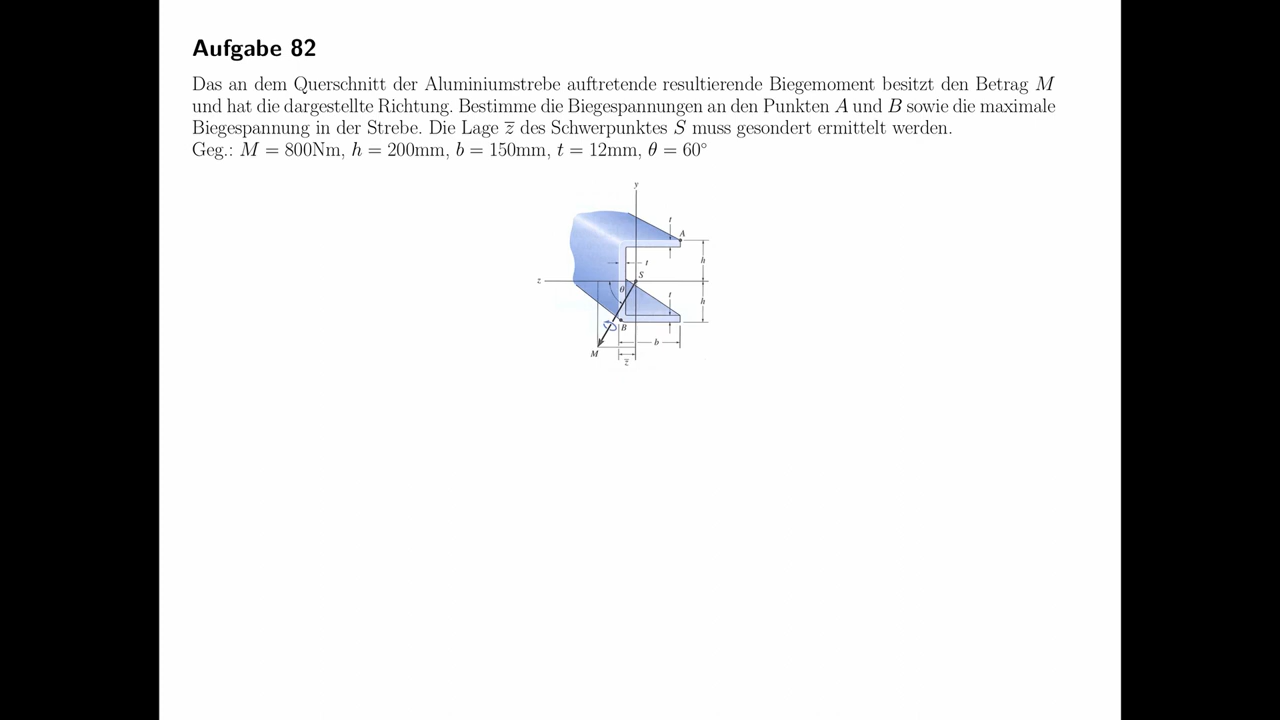 Aufgabe 82
Das an dem Querschnitt der Aluminiumstrebe auftretende resultierende Biegemoment besitzt den Betrag M
und hat die dargestellte Richtung. Bestimme die Biegespannungen an den Punkten A und B sowie die maximale
Biegespannung in der Strebe. Die Lage z̅ des Schwerpunktes S muss gesondert ermittelt werden.
Geg.: M = 800Nm, h = 200mm, b = 150mm, t = 12mm, θ = 60°
y
t
A
h
t
S
z
θ
t
h
B
b
M
z̅